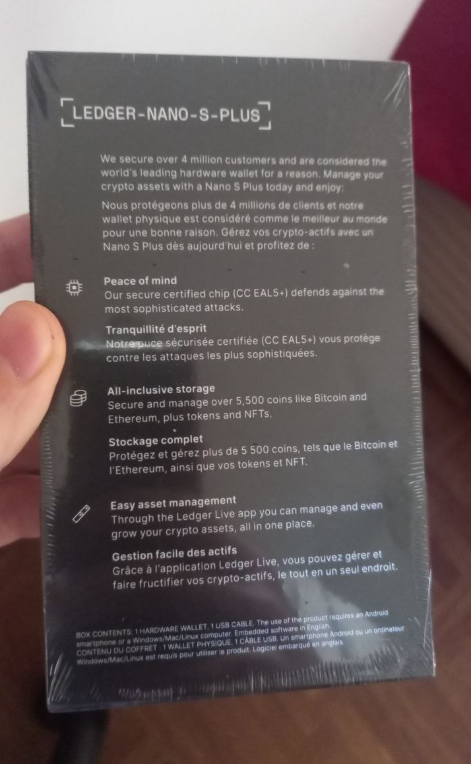 LEDGER-NANO-S-PLUS
We secure over 4 million customers and are considered the
world's leading hardware wallet for a reason. Manage your
crypto assets with a Nano S Plus today and enjoy:
Nous protégeons plus de 4 millions de clients et notre
wallet physique est considéré comme le meilleur au monde
pour une bonne raison. Gérez vos crypto-actifs avec un
Nano S Plus dès aujourd'hui et profitez de :
Peace of mind
Our secure certified chip (CC EAL5+) defends against the
most sophisticated attacks.
Tranquillité d'esprit
Notre puce sécurisée certifiée (CC EAL5+) vous protège
contre les attaques les plus sophistiquées.
All-inclusive storage
Secure and manage over 5,500 coins like Bitcoin and
Ethereum, plus tokens and NFTs.
Stockage complet
Protégez et gérez plus de 5 500 coins, tels que le Bitcoin et
l'Ethereum, ainsi que vos tokens et NFT.
Easy asset management
Through the Ledger Live app you can manage and even
grow your crypto assets, all in one place.
Gestion facile des actifs
Grâce à l'application Ledger Live, vous pouvez gérer et
faire fructifier vos crypto-actifs, le tout en un seul endroit.
BOX CONTENTS: 1 HARDWARE WALLET, 1 USB CABLE. The use of the product requires an Android
smartphone or a Windows/Mac/Linux computer. Embedded software in English.
CONTENU DU COFFRET : 1 WALLET PHYSIQUE, 1 CÂBLE USB. Un smartphone Android ou un ordinateur
Windows/Mac/Linux est requis pour utiliser le produit. Logiciel embarqué en anglais.